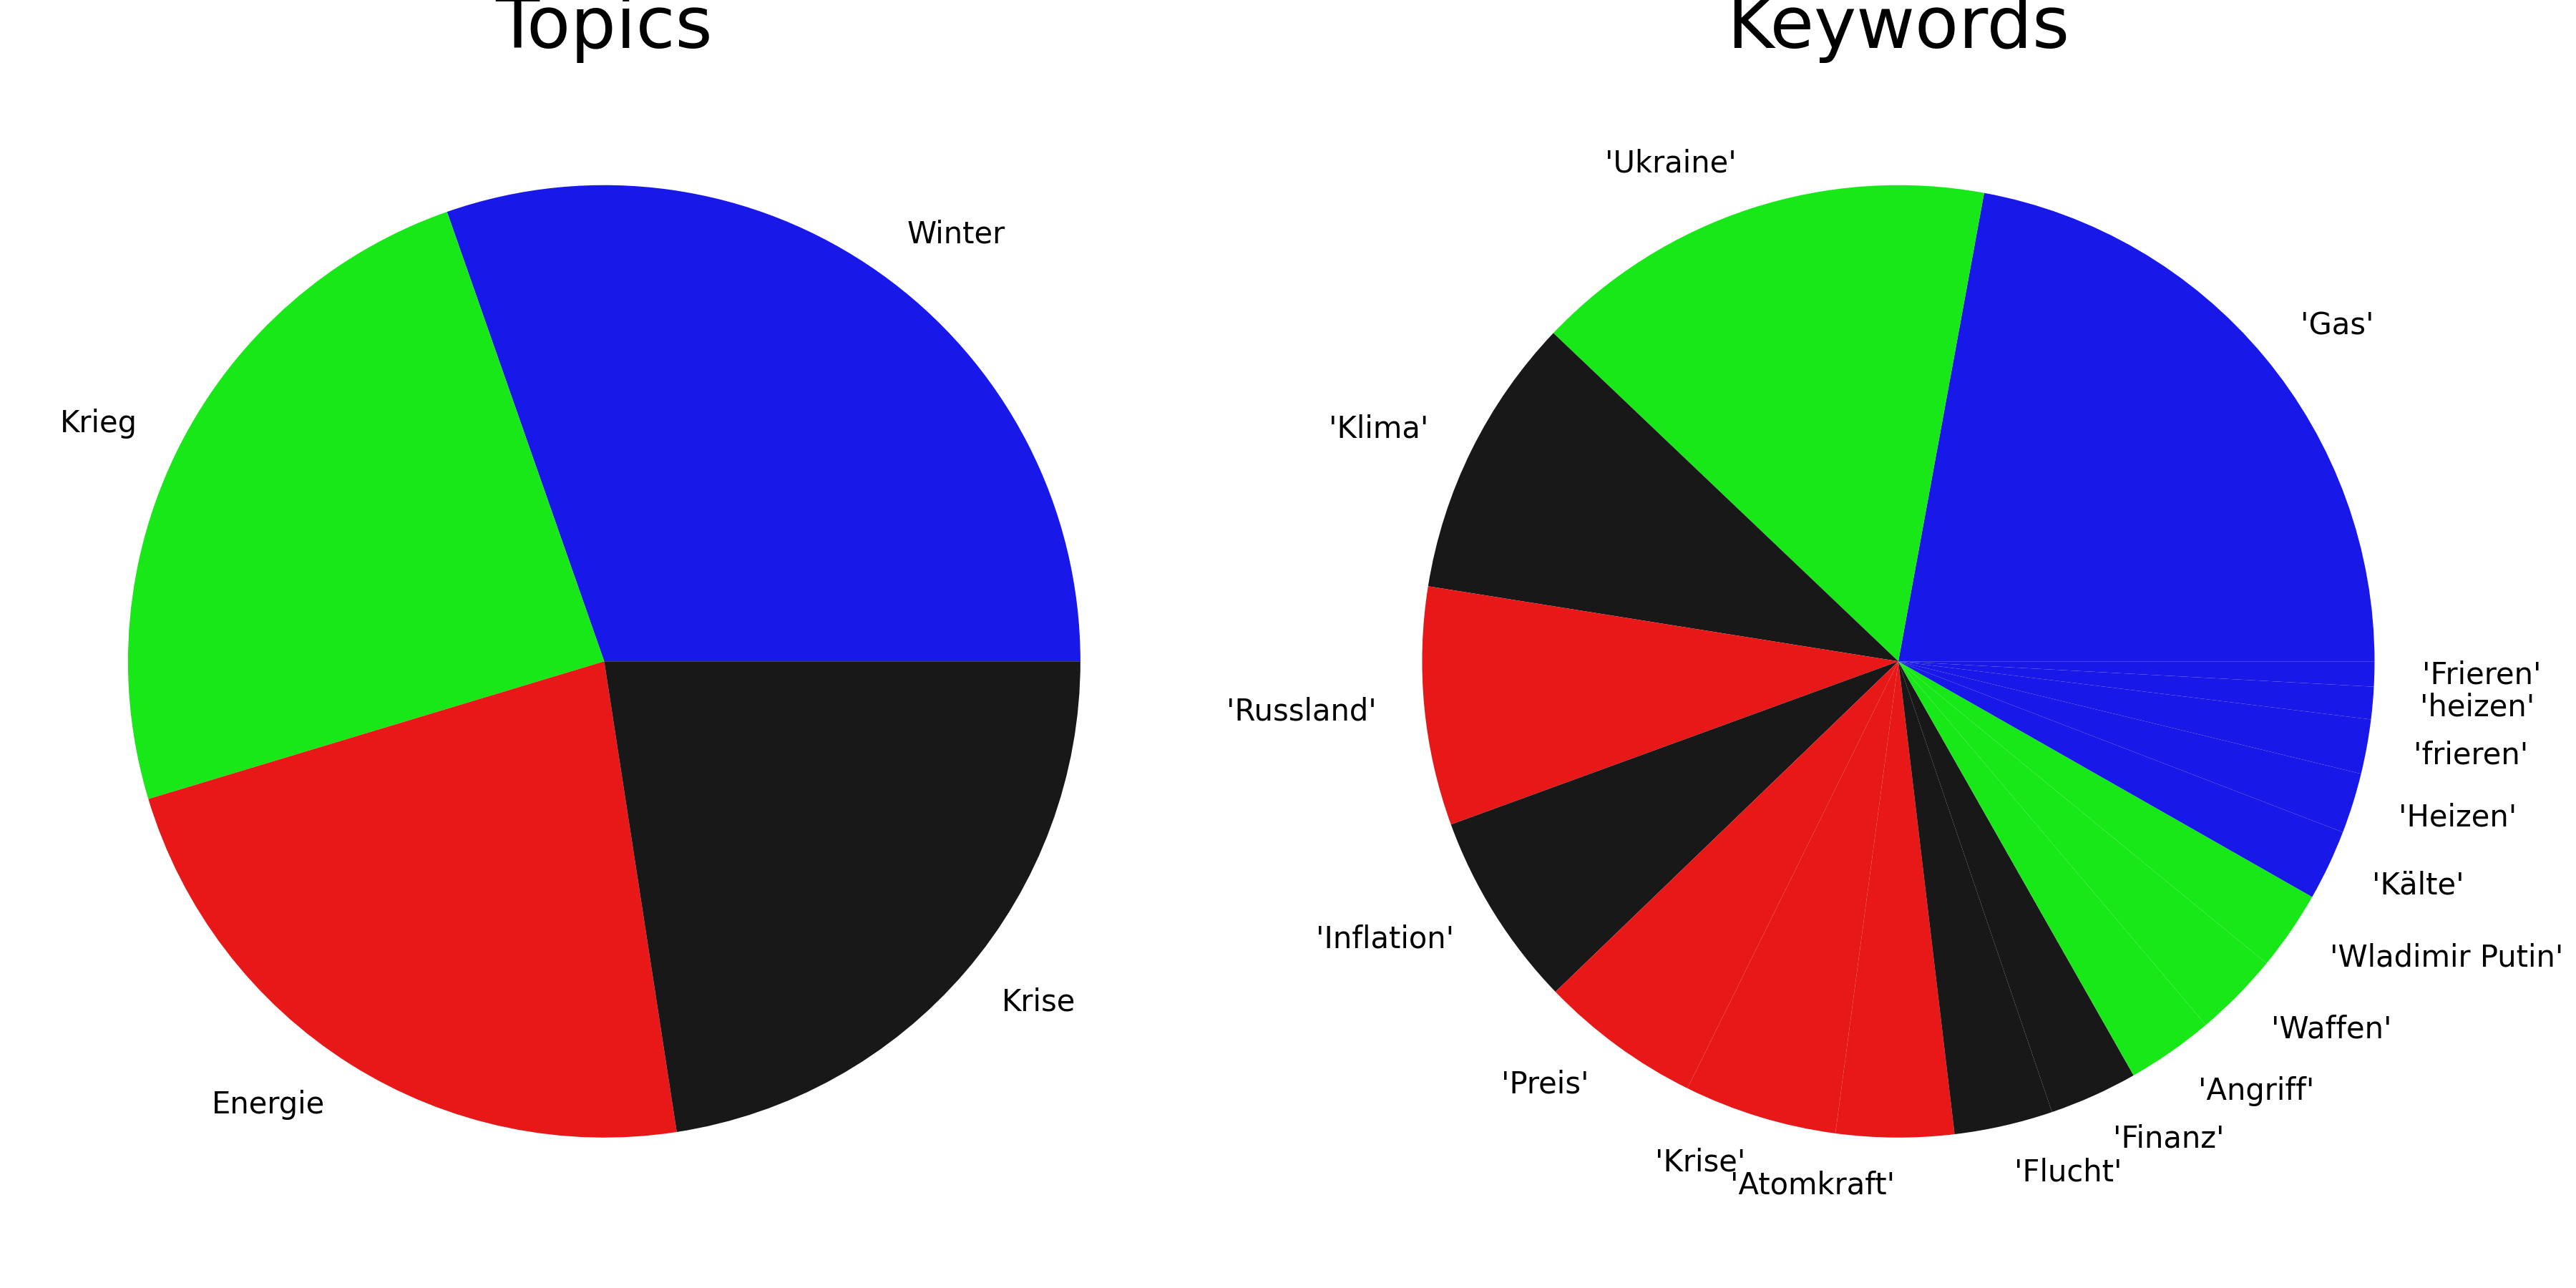 Topics
Winter
Krieg
Energie
Krise
Keywords
'Gas'
'Ukraine'
'Klima'
'Russland'
'Inflation'
'Preis'
'Krise'
'Atomkraft'
'Flucht'
'Finanz'
'Angriff'
'Waffen'
'Wladimir Putin'
'Kälte'
'Heizen'
'frieren'
'heizen'
'Frieren'